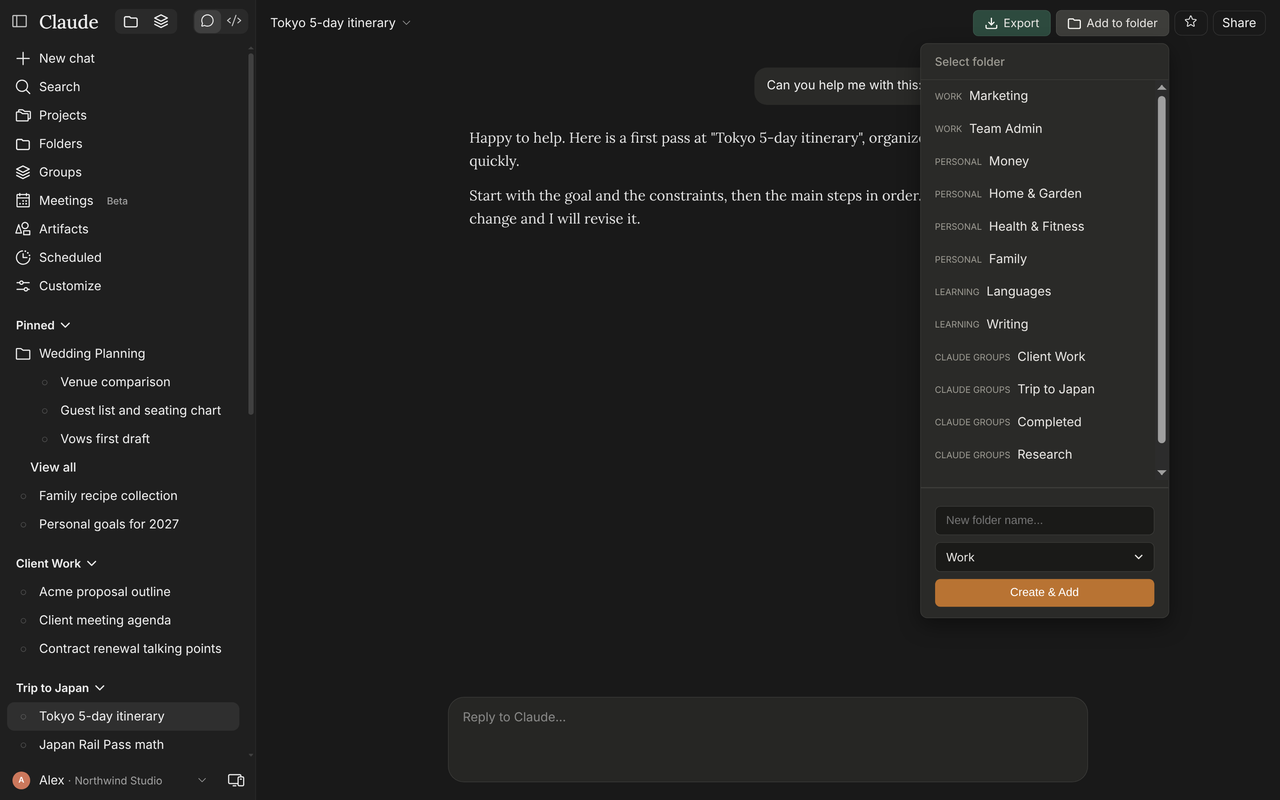 Claude
New chat
Search
Projects
Folders
Groups
Meetings Beta
Artifacts
Scheduled
Customize
Pinned
Wedding Planning
Venue comparison
Guest list and seating chart
Vows first draft
View all
Family recipe collection
Personal goals for 2027
Client Work
Acme proposal outline
Client meeting agenda
Contract renewal talking points
Trip to Japan
Tokyo 5-day itinerary
Japan Rail Pass math
A Alex · Northwind Studio
Tokyo 5-day itinerary
Export
Add to folder
Share
Can you help me with this:
Happy to help. Here is a first pass at "Tokyo 5-day itinerary", organize
quickly.
Start with the goal and the constraints, then the main steps in order.
change and I will revise it.
Select folder
WORK Marketing
WORK Team Admin
PERSONAL Money
PERSONAL Home & Garden
PERSONAL Health & Fitness
PERSONAL Family
LEARNING Languages
LEARNING Writing
CLAUDE GROUPS Client Work
CLAUDE GROUPS Trip to Japan
CLAUDE GROUPS Completed
CLAUDE GROUPS Research
New folder name...
Work
Create & Add
Reply to Claude...